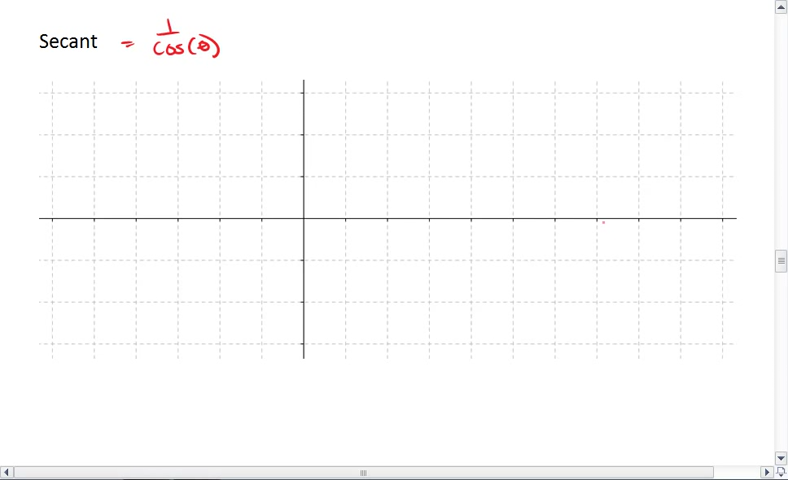 Secant = 1/cos(θ)